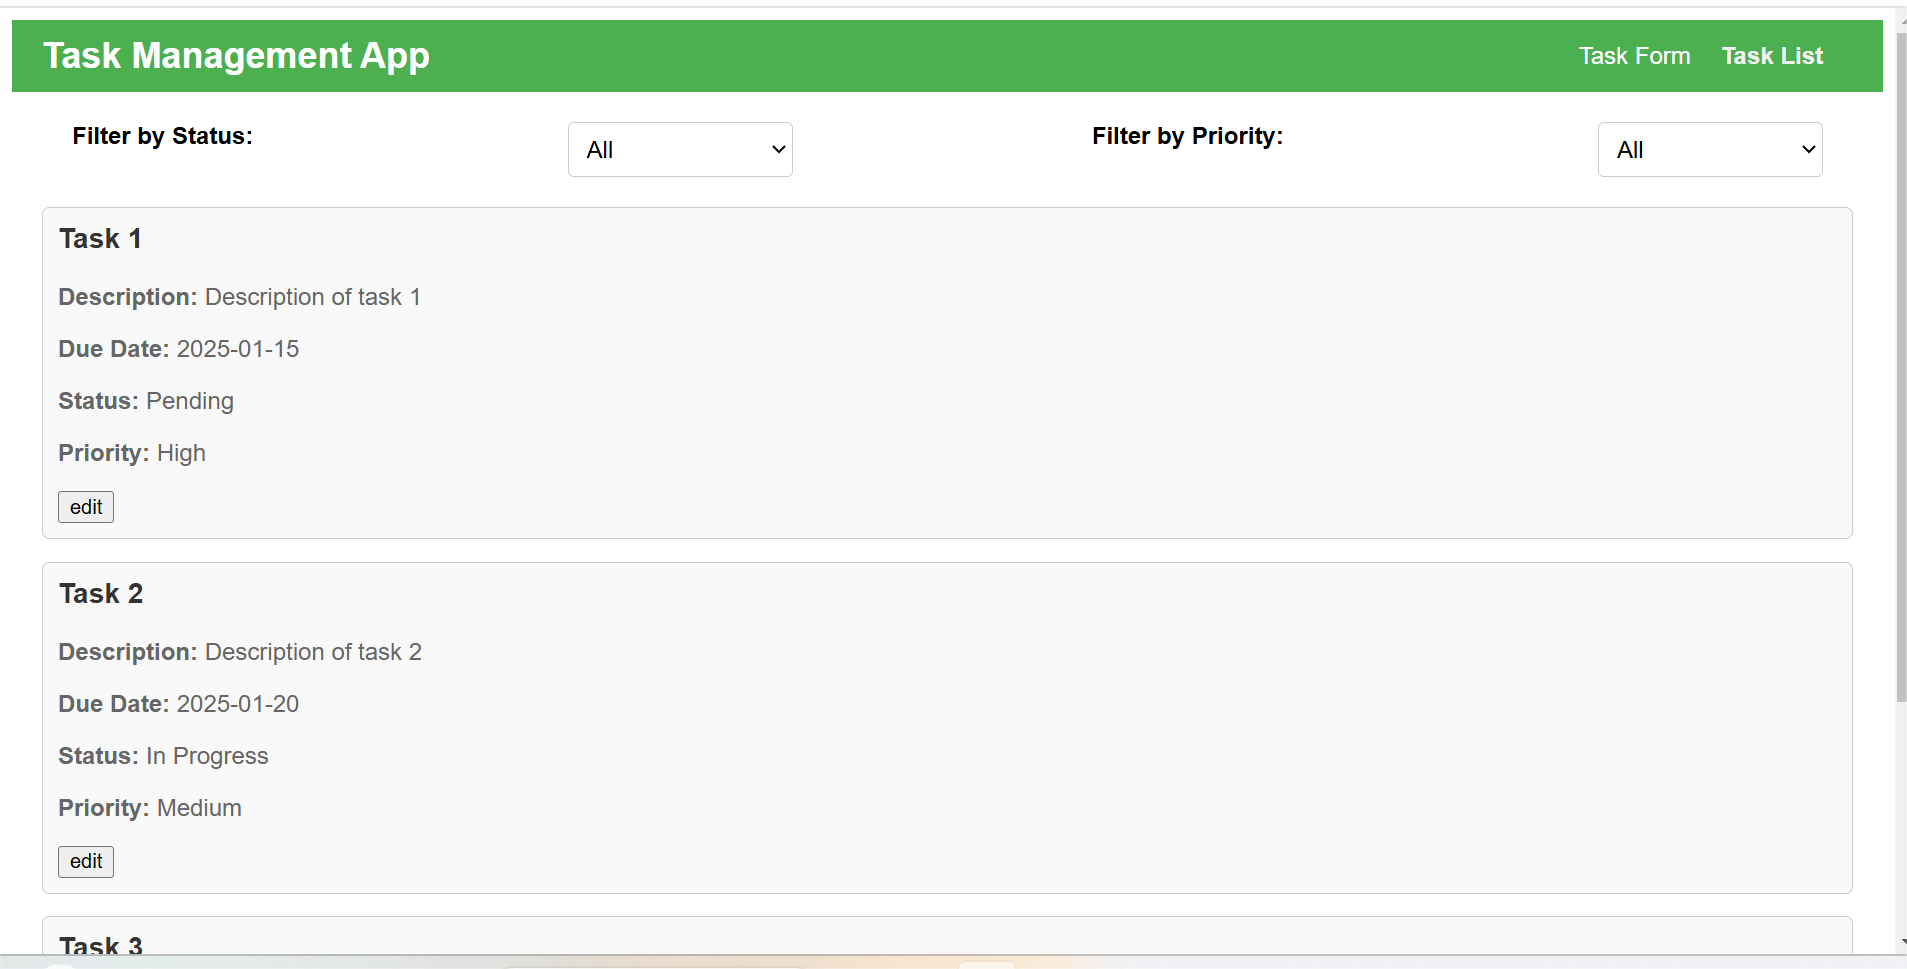 Task Management App
Task Form Task List
Filter by Status: All Filter by Priority: All
Task 1
Description: Description of task 1
Due Date: 2025-01-15
Status: Pending
Priority: High
edit
Task 2
Description: Description of task 2
Due Date: 2025-01-20
Status: In Progress
Priority: Medium
edit
Task 3